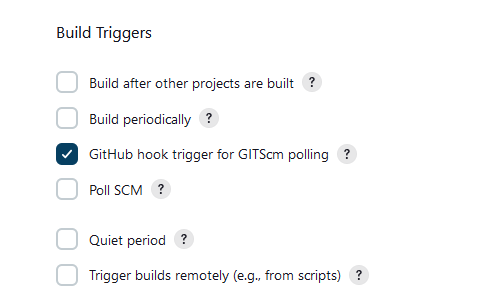 Build Triggers
Build after other projects are built ?
Build periodically ?
GitHub hook trigger for GITScm polling ?
Poll SCM ?
Quiet period ?
Trigger builds remotely (e.g., from scripts) ?